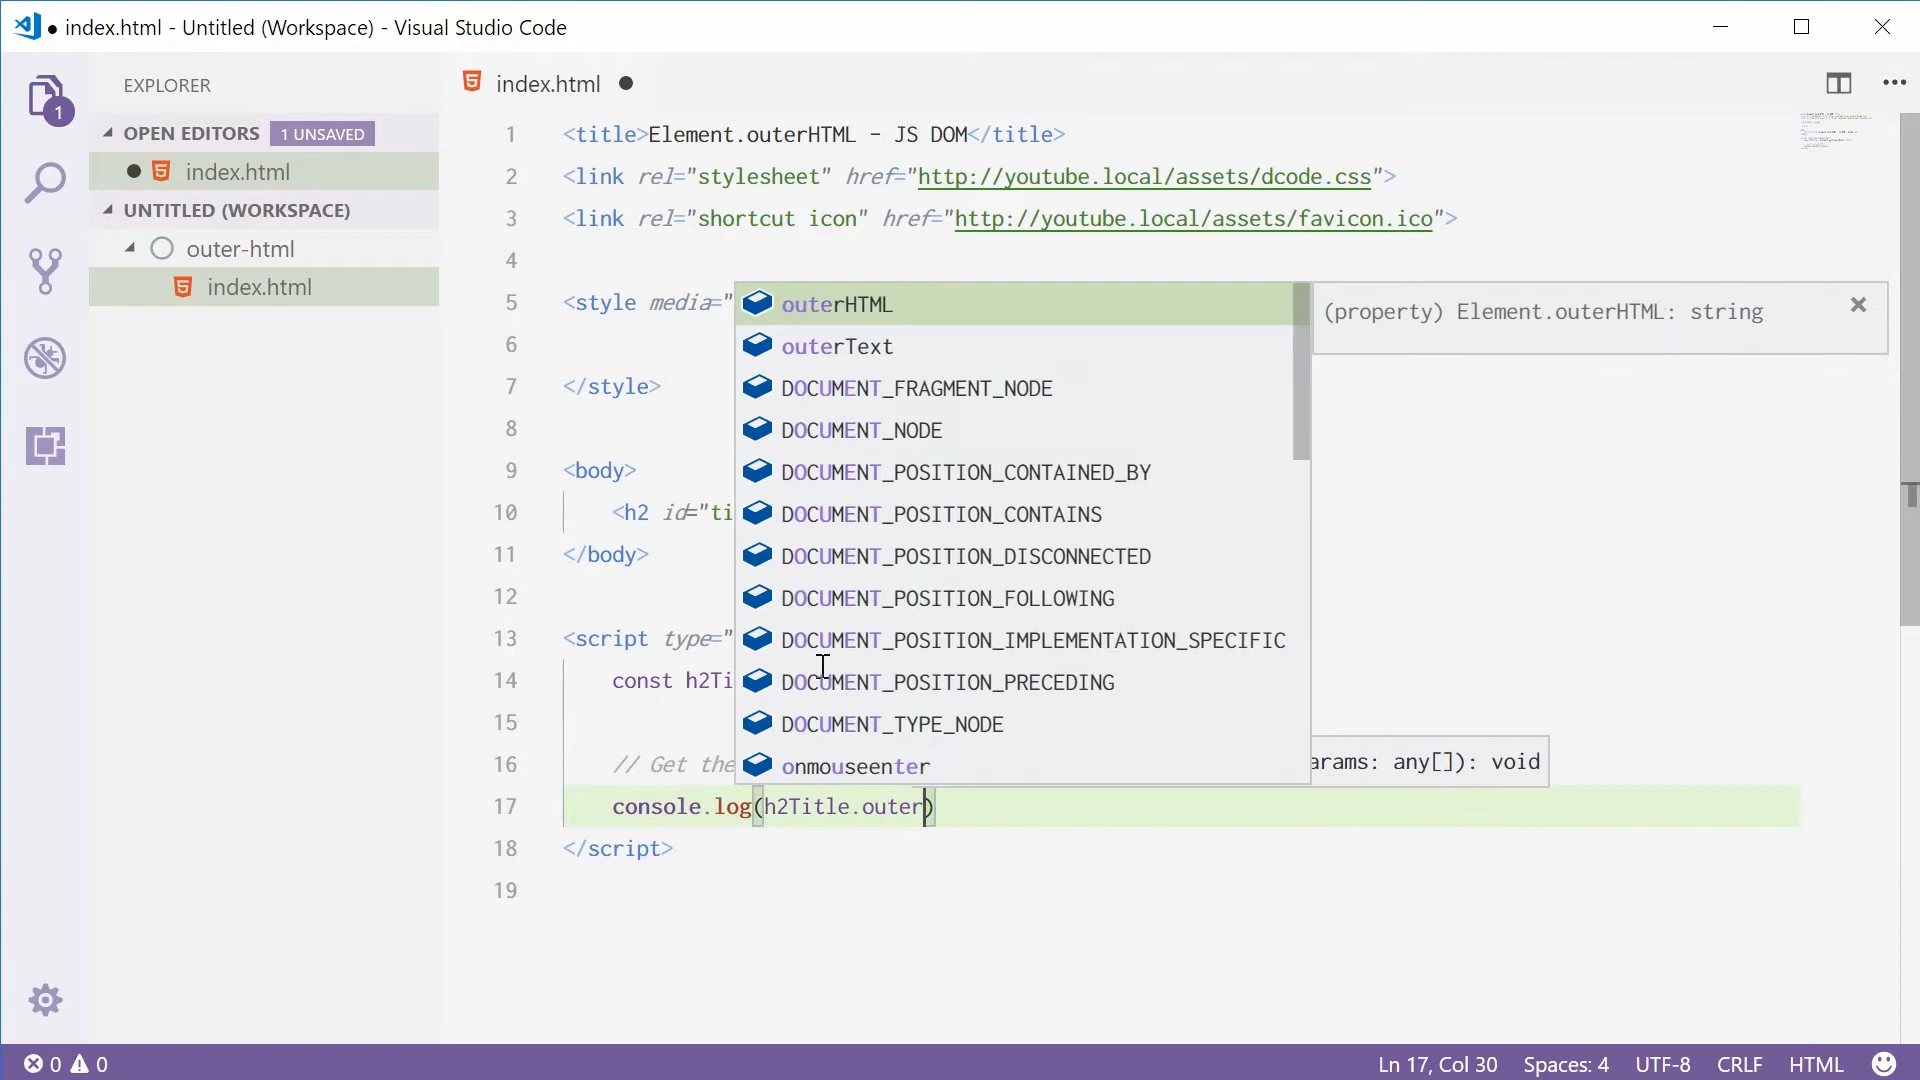 ● index.html - Untitled (Workspace) - Visual Studio Code
EXPLORER
OPEN EDITORS 1 UNSAVED
index.html
UNTITLED (WORKSPACE)
outer-html
index.html
1
index.html
1 <title>Element.outerHTML - JS DOM</title>
2 <link rel="stylesheet" href="http://youtube.local/assets/dcode.css">
3 <link rel="shortcut icon" href="http://youtube.local/assets/favicon.ico">
4
5 <style media="
6
7 </style>
8
9 <body>
10 <h2 id="ti
11 </body>
12
13 <script type="
14 const h2Ti
15
16 // Get the
17 console.log(h2Title.outer)
18 </script>
19
outerHTML
outerText
DOCUMENT_FRAGMENT_NODE
DOCUMENT_NODE
DOCUMENT_POSITION_CONTAINED_BY
DOCUMENT_POSITION_CONTAINS
DOCUMENT_POSITION_DISCONNECTED
DOCUMENT_POSITION_FOLLOWING
DOCUMENT_POSITION_IMPLEMENTATION_SPECIFIC
DOCUMENT_POSITION_PRECEDING
DOCUMENT_TYPE_NODE
onmouseenter
(property) Element.outerHTML: string
arams: any[]): void
0 0
Ln 17, Col 30 Spaces: 4 UTF-8 CRLF HTML